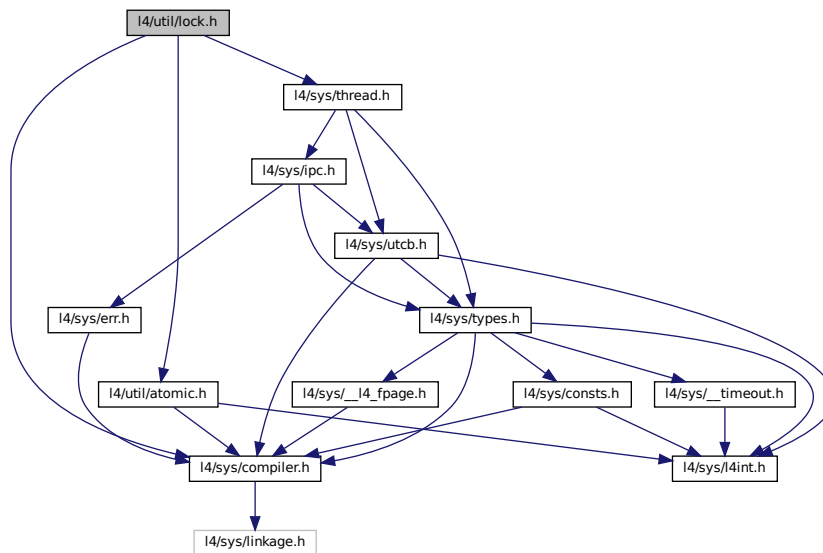 l4/util/lock.h
l4/sys/thread.h
l4/sys/ipc.h
l4/sys/utcb.h
l4/sys/err.h
l4/sys/types.h
l4/util/atomic.h
l4/sys/__l4_fpage.h
l4/sys/consts.h
l4/sys/__timeout.h
l4/sys/compiler.h
l4/sys/l4int.h
l4/sys/linkage.h